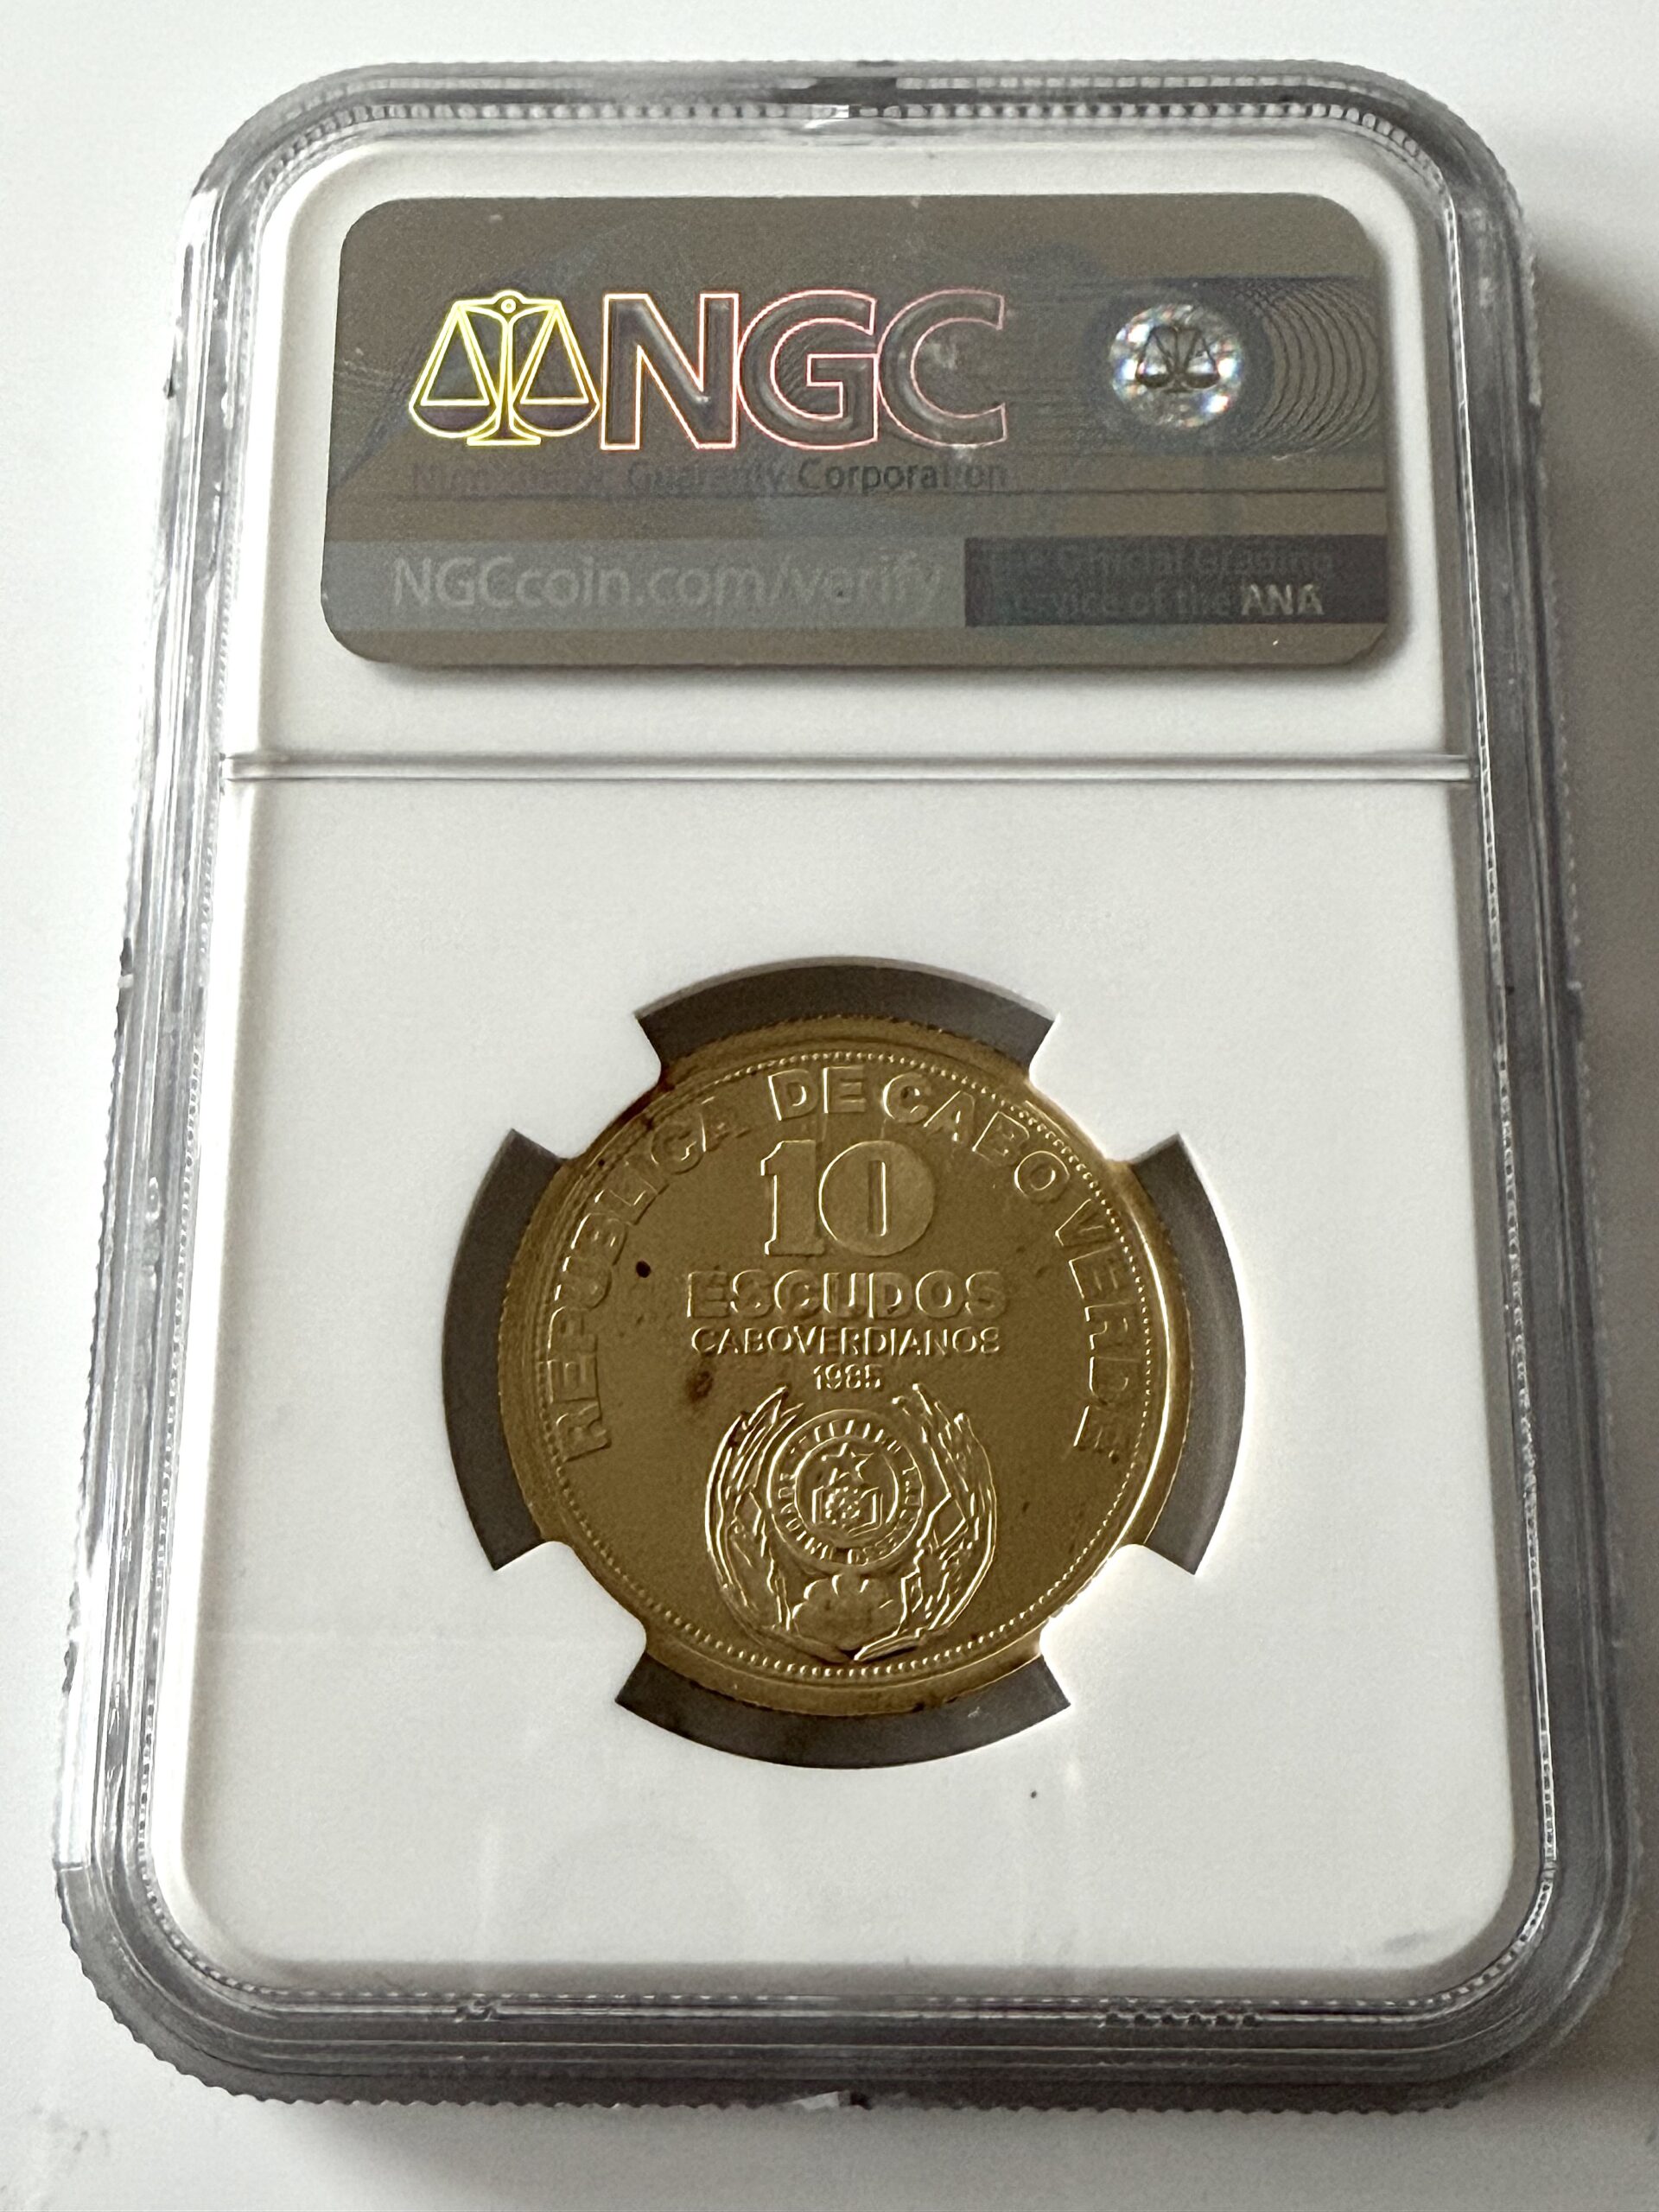 NGC
Guaranty Corporation
NGCcoin.com/verify
The Official Grading
Service of the ANA
REPUBLICA DE CABO VERDE
10
ESCUDOS
CABOVERDIANOS
1985